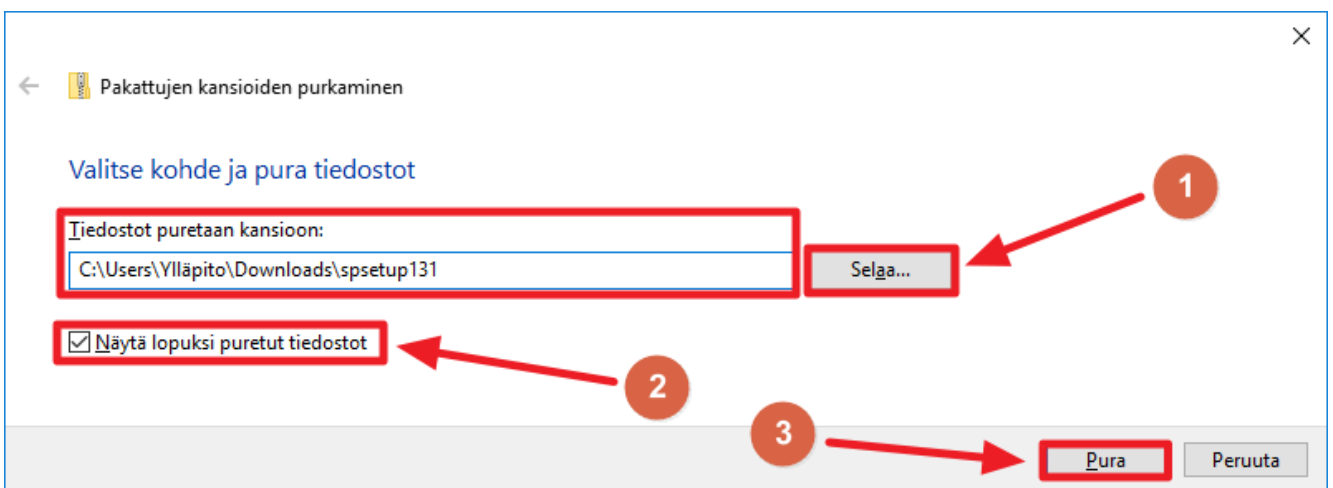 Pakattujen kansioiden purkaminen
Valitse kohde ja pura tiedostot
1
Tiedostot puretaan kansioon:
C:\Users\Ylläpito\Downloads\spsetup131
Selaa...
Näytä lopuksi puretut tiedostot
2
3
Pura
Peruuta